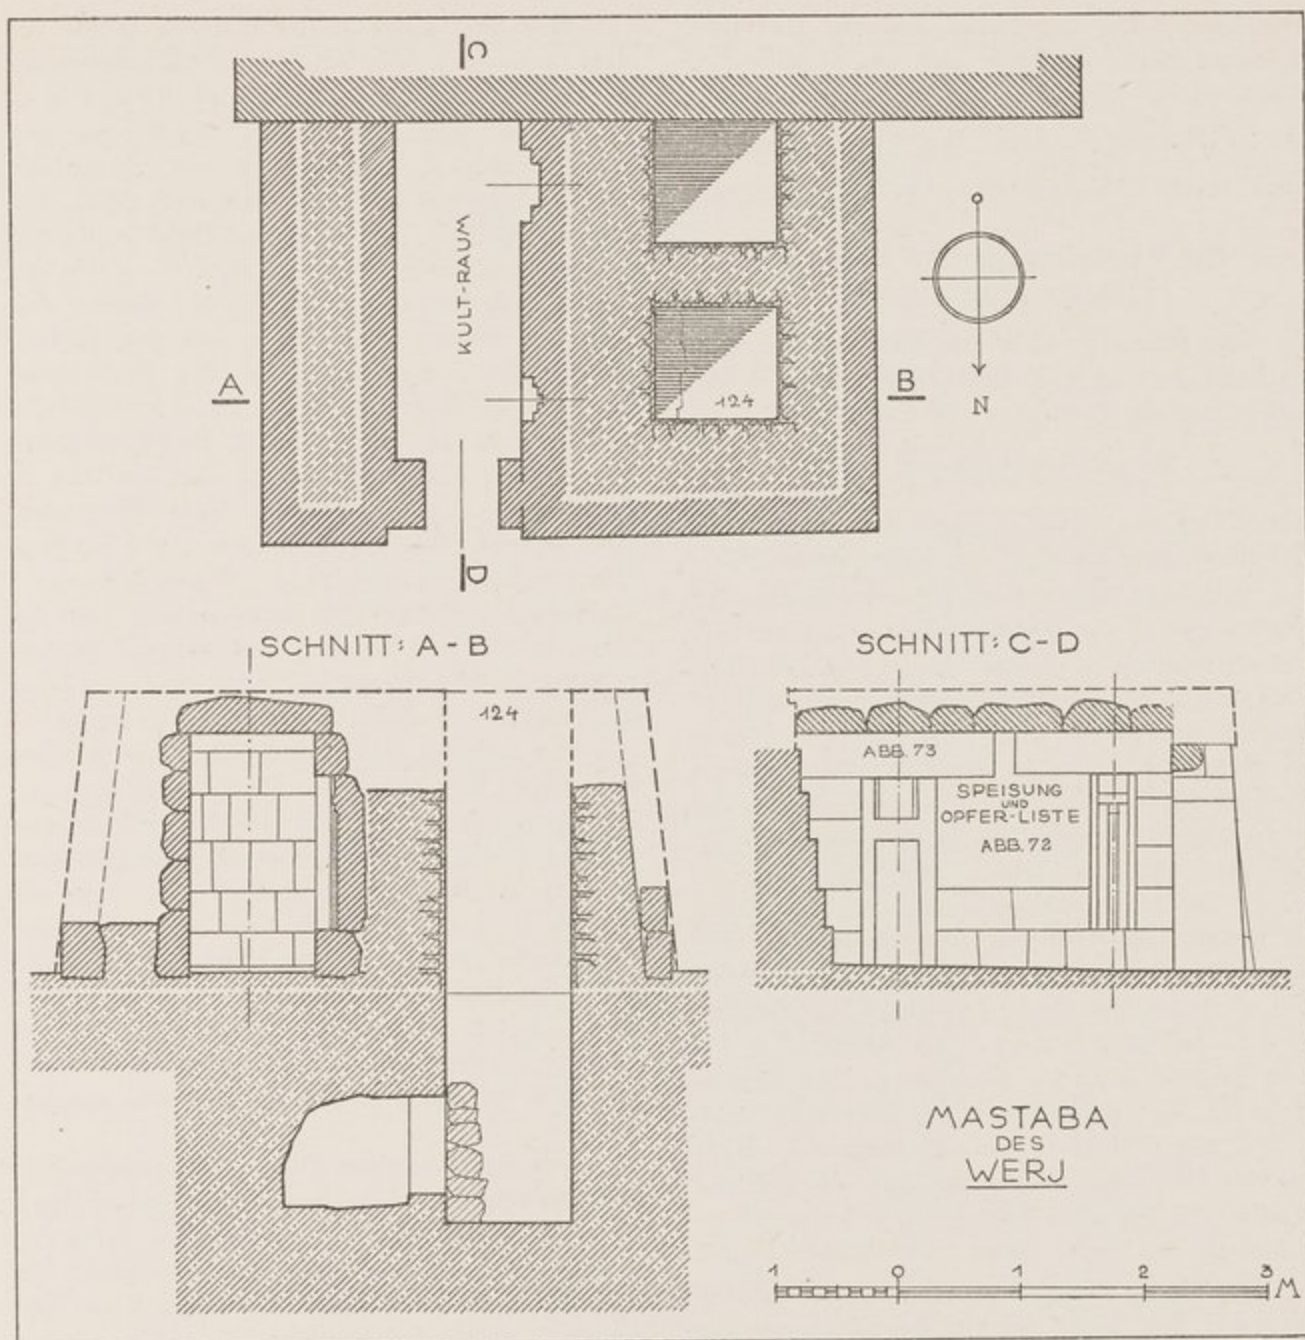 C
KULT-RAUM
A
B
124
N
D
SCHNITT: A - B
124
SCHNITT: C - D
ABB. 73
SPEISUNG
UND
OPFER-LISTE
ABB. 72
MASTABA
DES
WERJ
1 0 1 2 3 M